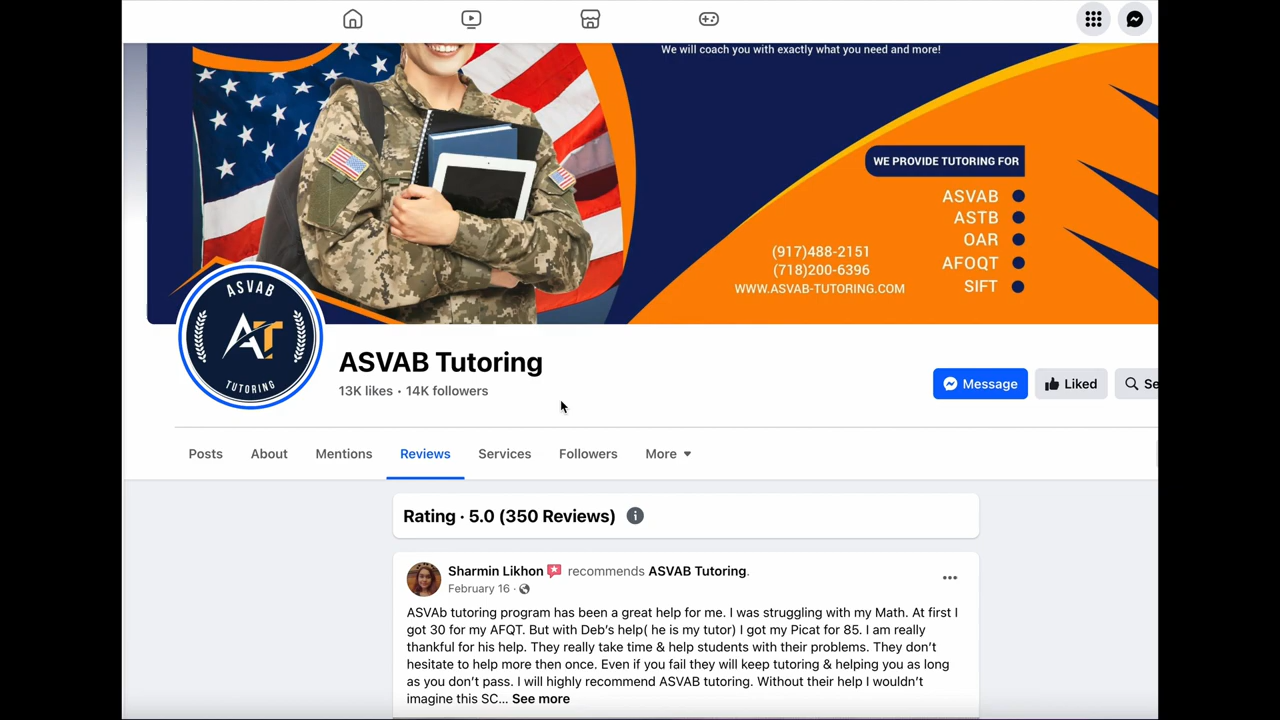 We will coach you with exactly what you need and more!
WE PROVIDE TUTORING FOR
ASVAB
ASTB
OAR
AFOQT
SIFT
(917)488-2151
(718)200-6396
WWW.ASVAB-TUTORING.COM
ASVAB
AT
TUTORING
ASVAB Tutoring
13K likes · 14K followers
Message
Liked
Se
Posts
About
Mentions
Reviews
Services
Followers
More
Rating · 5.0 (350 Reviews)
Sharmin Likhon recommends ASVAB Tutoring.
February 16 ·
ASVAb tutoring program has been a great help for me. I was struggling with my Math. At first I
got 30 for my AFQT. But with Deb’s help( he is my tutor) I got my Picat for 85. I am really
thankful for his help. They really take time & help students with their problems. They don’t
hesitate to help more then once. Even if you fail they will keep tutoring & helping you as long
as you don’t pass. I will highly recommend ASVAB tutoring. Without their help I wouldn’t
imagine this SC... See more